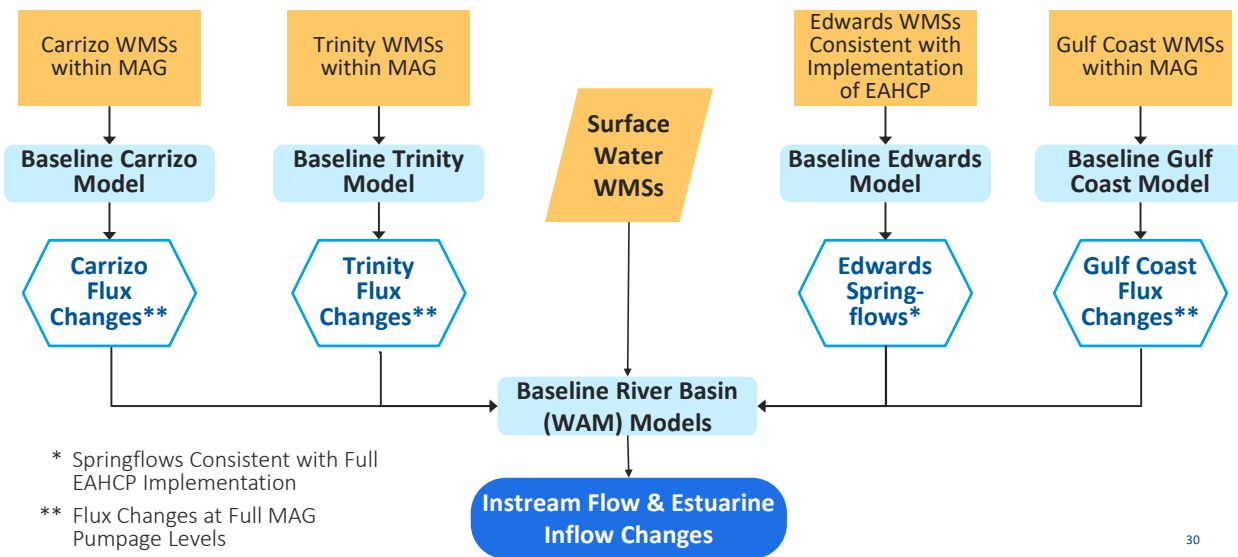 Carrizo WMSs
within MAG
Trinity WMSs
within MAG
Edwards WMSs
Consistent with
Implementation
of EAHCP
Gulf Coast WMSs
within MAG
Surface
Water
WMSs
Baseline Carrizo
Model
Baseline Trinity
Model
Baseline Edwards
Model
Baseline Gulf
Coast Model
Carrizo
Flux
Changes**
Trinity
Flux
Changes**
Edwards
Spring-
flows*
Gulf Coast
Flux
Changes**
Baseline River Basin
(WAM) Models
* Springflows Consistent with Full
EAHCP Implementation
** Flux Changes at Full MAG
Pumpage Levels
Instream Flow & Estuarine
Inflow Changes
30